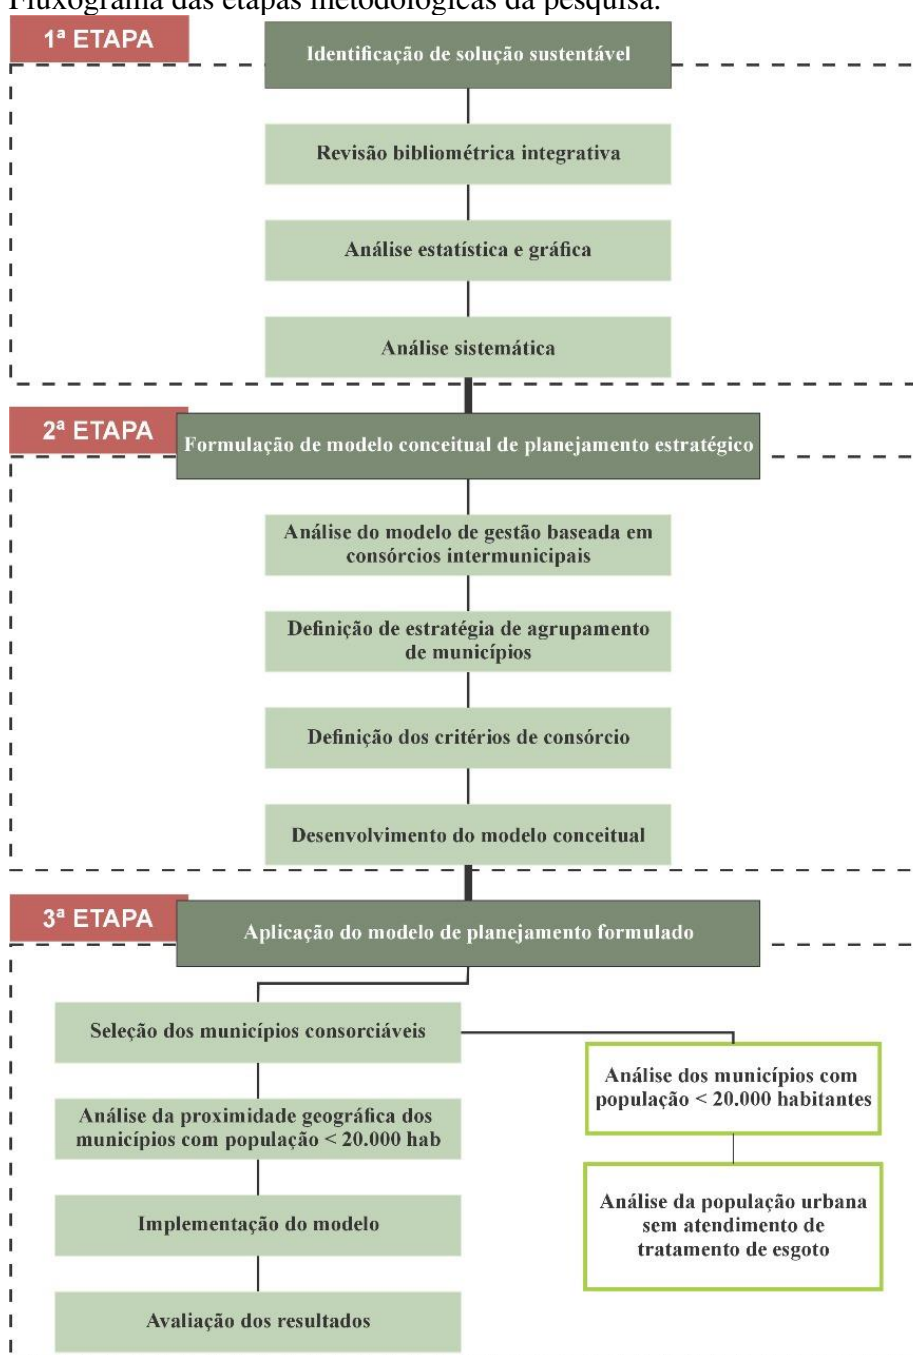 Fluxograma das etapas metodológicas da pesquisa.
1ª ETAPA
Identificação de solução sustentável
Revisão bibliométrica integrativa
Análise estatística e gráfica
Análise sistemática
2ª ETAPA
Formulação de modelo conceitual de planejamento estratégico
Análise do modelo de gestão baseada em
consórcios intermunicipais
Definição de estratégia de agrupamento
de municípios
Definição dos critérios de consórcio
Desenvolvimento do modelo conceitual
3ª ETAPA
Aplicação do modelo de planejamento formulado
Seleção dos municípios consorciáveis
Análise da proximidade geográfica dos
municípios com população < 20.000 hab
Implementação do modelo
Avaliação dos resultados
Análise dos municípios com
população < 20.000 habitantes
Análise da população urbana
sem atendimento de
tratamento de esgoto